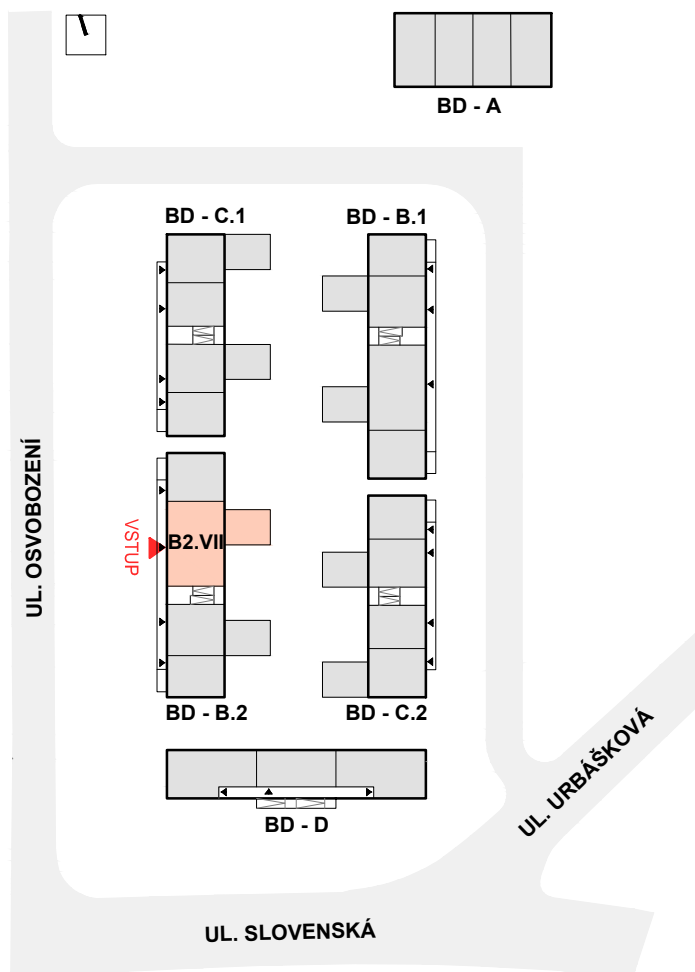 BD - A
BD - C.1
BD - B.1
UL. OSVOBOZENÍ
VSTUP
B2.VII
BD - B.2
BD - C.2
UL. URBÁŠKOVÁ
BD - D
UL. SLOVENSKÁ